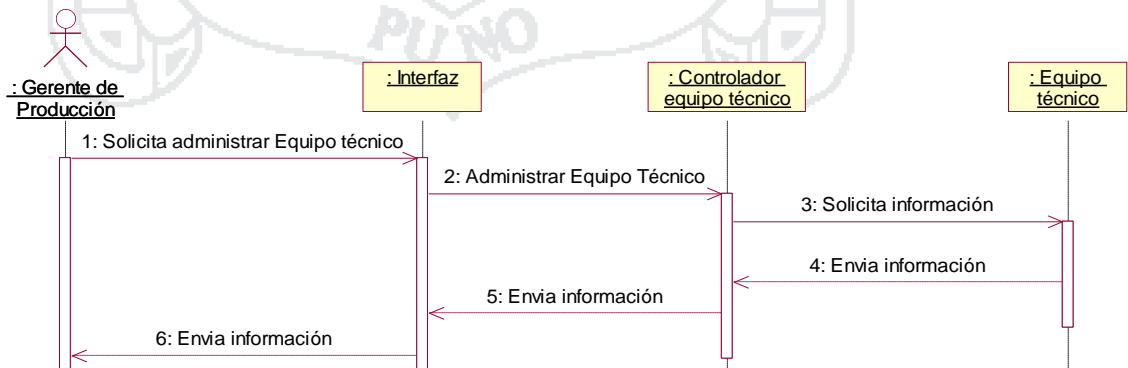 PUNO
: Gerente de
Producción
: Interfaz
: Controlador
equipo técnico
: Equipo
técnico
1: Solicita administrar Equipo técnico
2: Administrar Equipo Técnico
3: Solicita información
4: Envia información
5: Envia información
6: Envia información